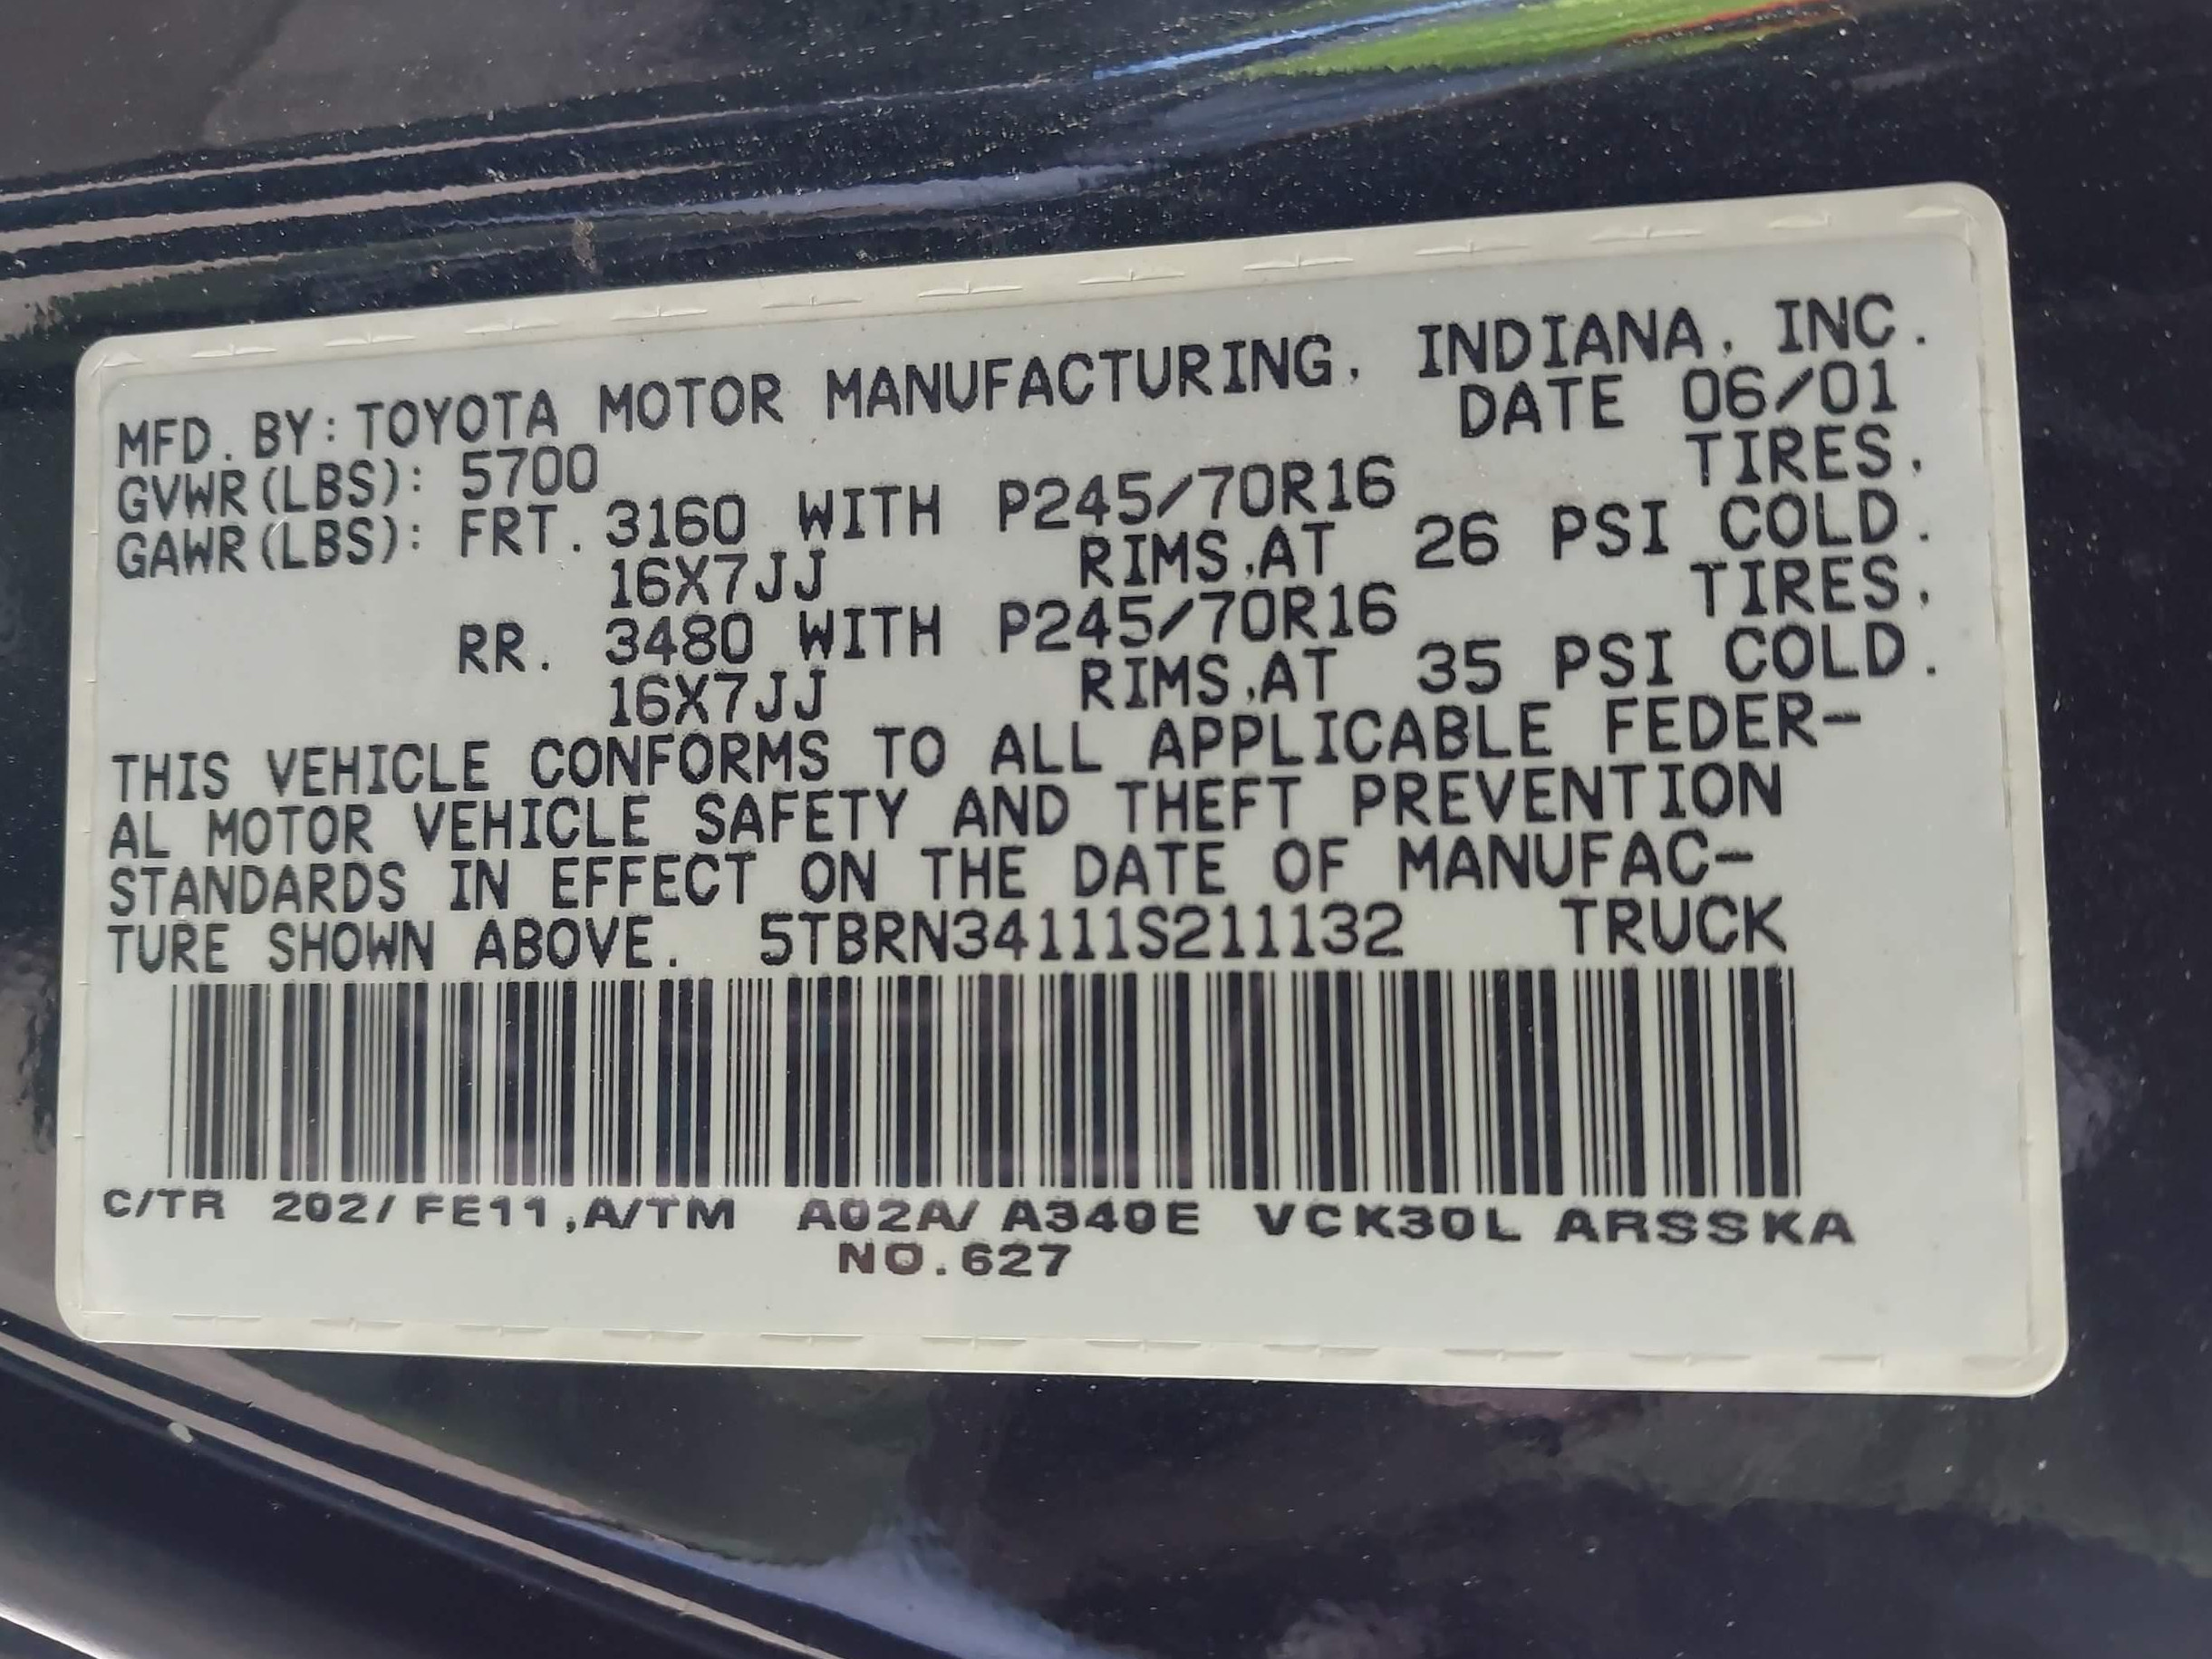 MFD. BY: TOYOTA MOTOR MANUFACTURING, INDIANA, INC.
GVWR(LBS): 5700 DATE 06/01
GAWR(LBS): FRT. 3160 WITH P245/70R16 TIRES,
16X7JJ RIMS,AT 26 PSI COLD.
RR. 3480 WITH P245/70R16 TIRES,
16X7JJ RIMS,AT 35 PSI COLD.
THIS VEHICLE CONFORMS TO ALL APPLICABLE FEDER-
AL MOTOR VEHICLE SAFETY AND THEFT PREVENTION
STANDARDS IN EFFECT ON THE DATE OF MANUFAC-
TURE SHOWN ABOVE. 5TBRN34111S211132 TRUCK
C/TR 202/ FE11,A/TM A02A/ A340E VCK30L ARSSKA
NO.627